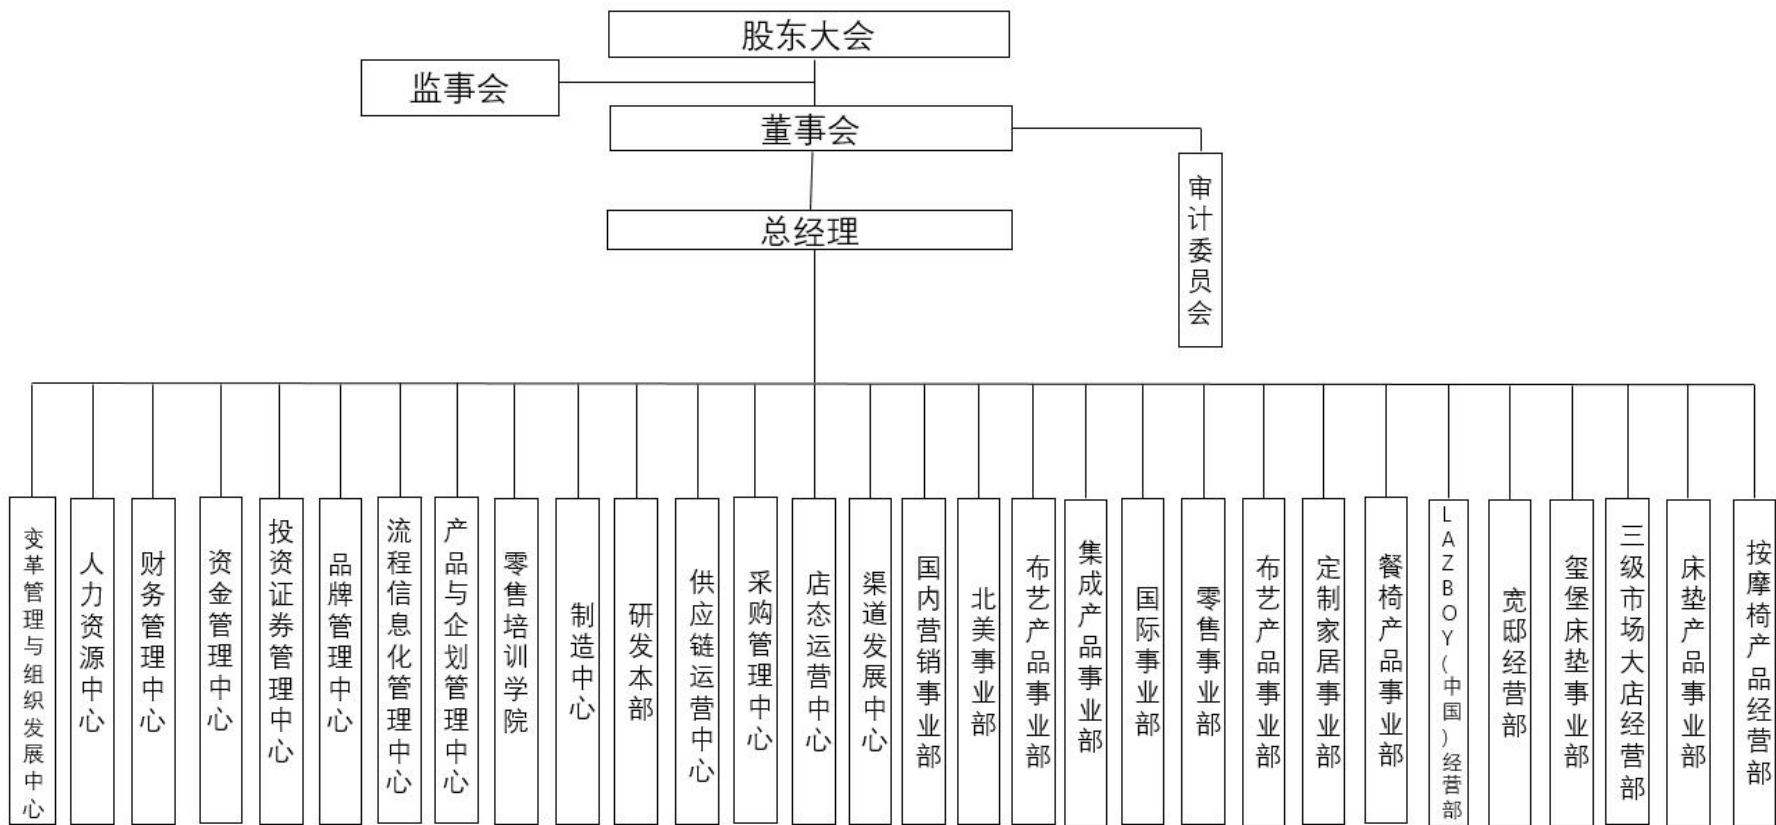 股东大会
监事会
董事会
审计委员会
总经理
变革管理与组织发展中心
人力资源中心
财务管理中心
资金管理中心
投资证券管理中心
品牌管理中心
流程信息化管理中心
产品与企划管理中心
零售培训学院
制造中心
研发本部
供应链运营中心
采购管理中心
店态运营中心
渠道发展中心
国内营销事业部
北美事业部
布艺产品事业部
集成产品事业部
国际事业部
零售事业部
布艺产品事业部
定制家居事业部
餐椅产品事业部
LAZBOY(中国)经营部
宽邸经营部
玺堡床垫事业部
三级市场大店经营部
床垫产品事业部
按摩椅产品经营部